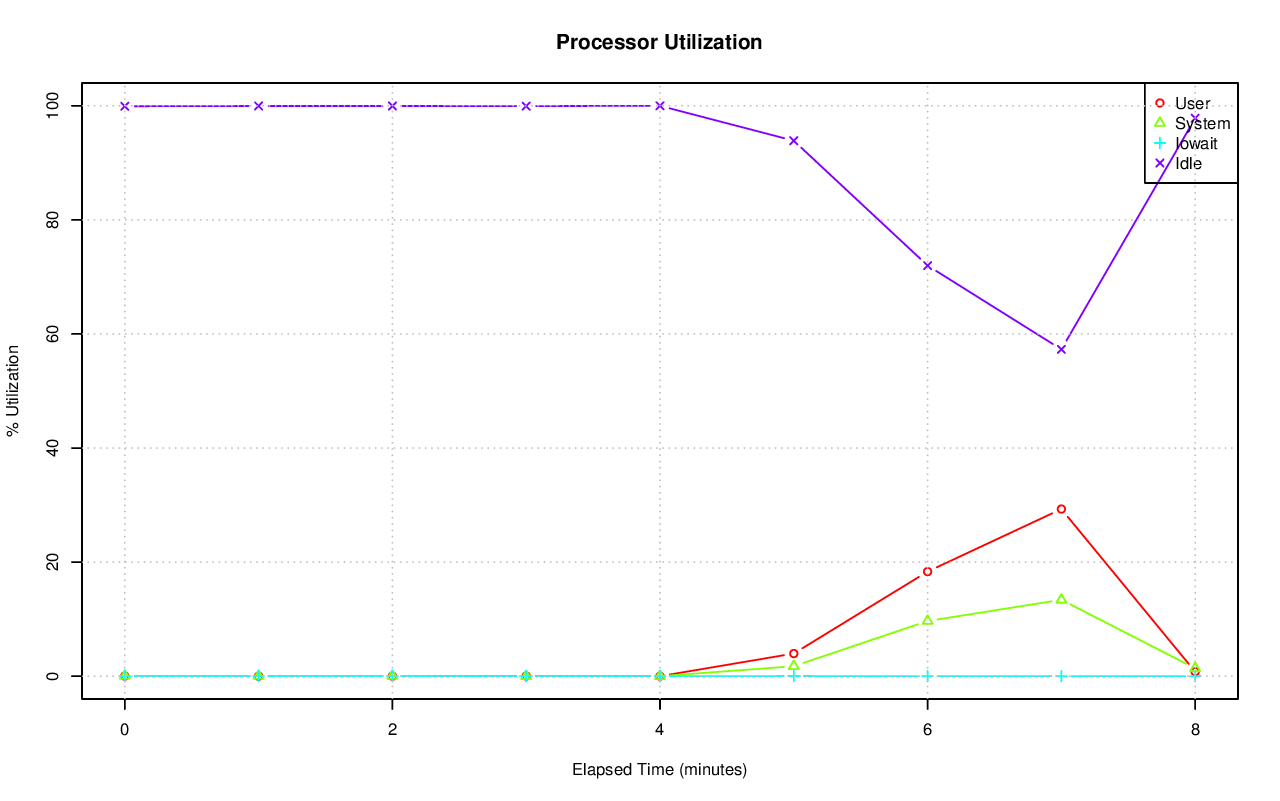 Processor Utilization
% Utilization
100
80
60
40
20
0
User
System
Iowait
Idle
0 2 4 6 8
Elapsed Time (minutes)